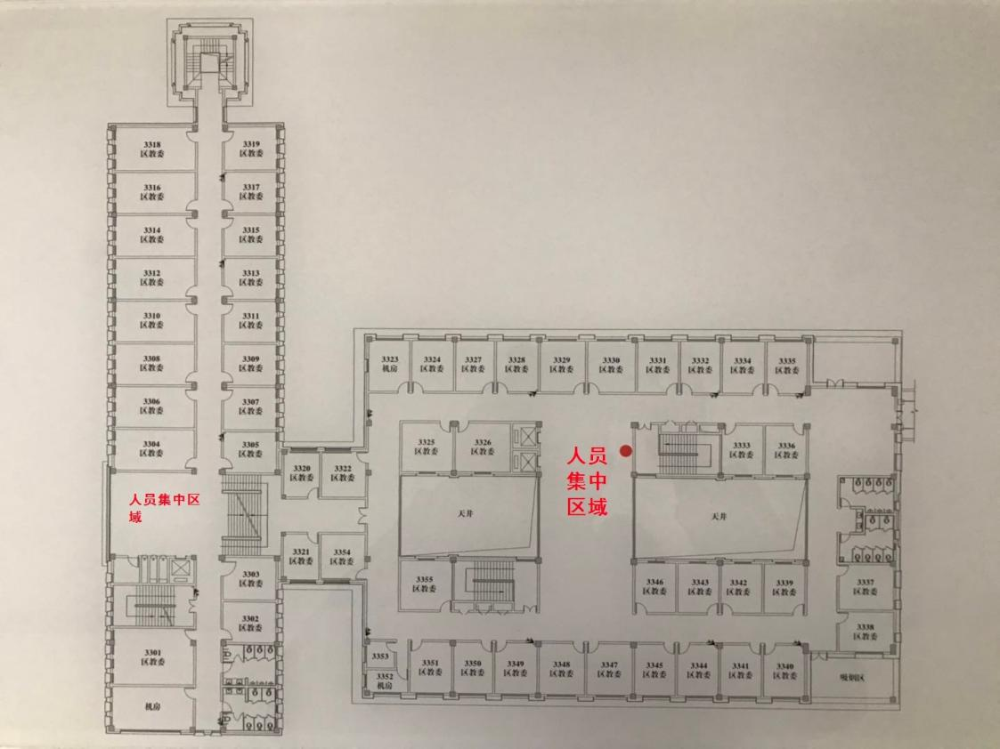 3318
区教委
3319
区教委
3316
区教委
3317
区教委
3314
区教委
3315
区教委
3312
区教委
3313
区教委
3310
区教委
3311
区教委
3308
区教委
3309
区教委
3306
区教委
3307
区教委
3304
区教委
3305
区教委
人员集中区
域
3303
区教委
3302
区教委
3301
区教委
机房
3320
区教委
3322
区教委
3321
区教委
3354
区教委
3323
机房
3324
区教委
3327
区教委
3328
区教委
3329
区教委
3330
区教委
3331
区教委
3332
区教委
3334
区教委
3335
区教委
3325
区教委
3326
区教委
人员
集中
区域
3333
区教委
3336
区教委
天井
天井
3355
区教委
3346
区教委
3343
区教委
3342
区教委
3339
区教委
3337
区教委
3338
区教委
3353
3352
机房
3351
区教委
3350
区教委
3349
区教委
3348
区教委
3347
区教委
3345
区教委
3344
区教委
3341
区教委
3340
区教委
吸烟区